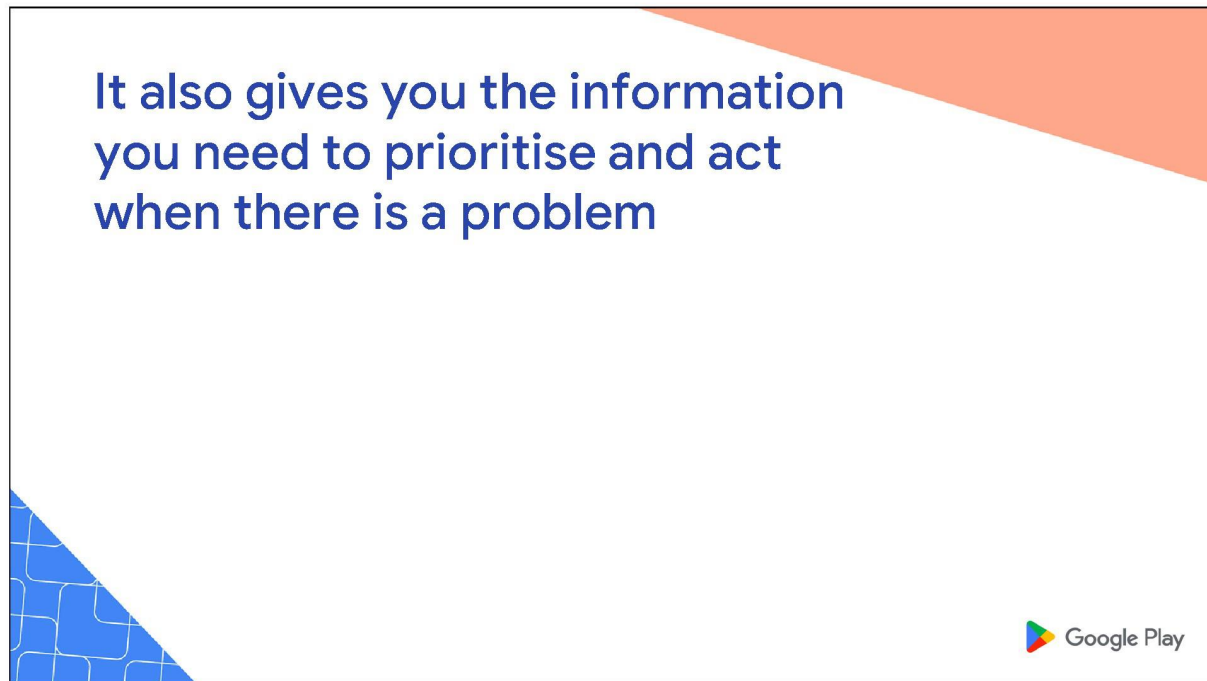 It also gives you the information
you need to prioritise and act
when there is a problem
Google Play